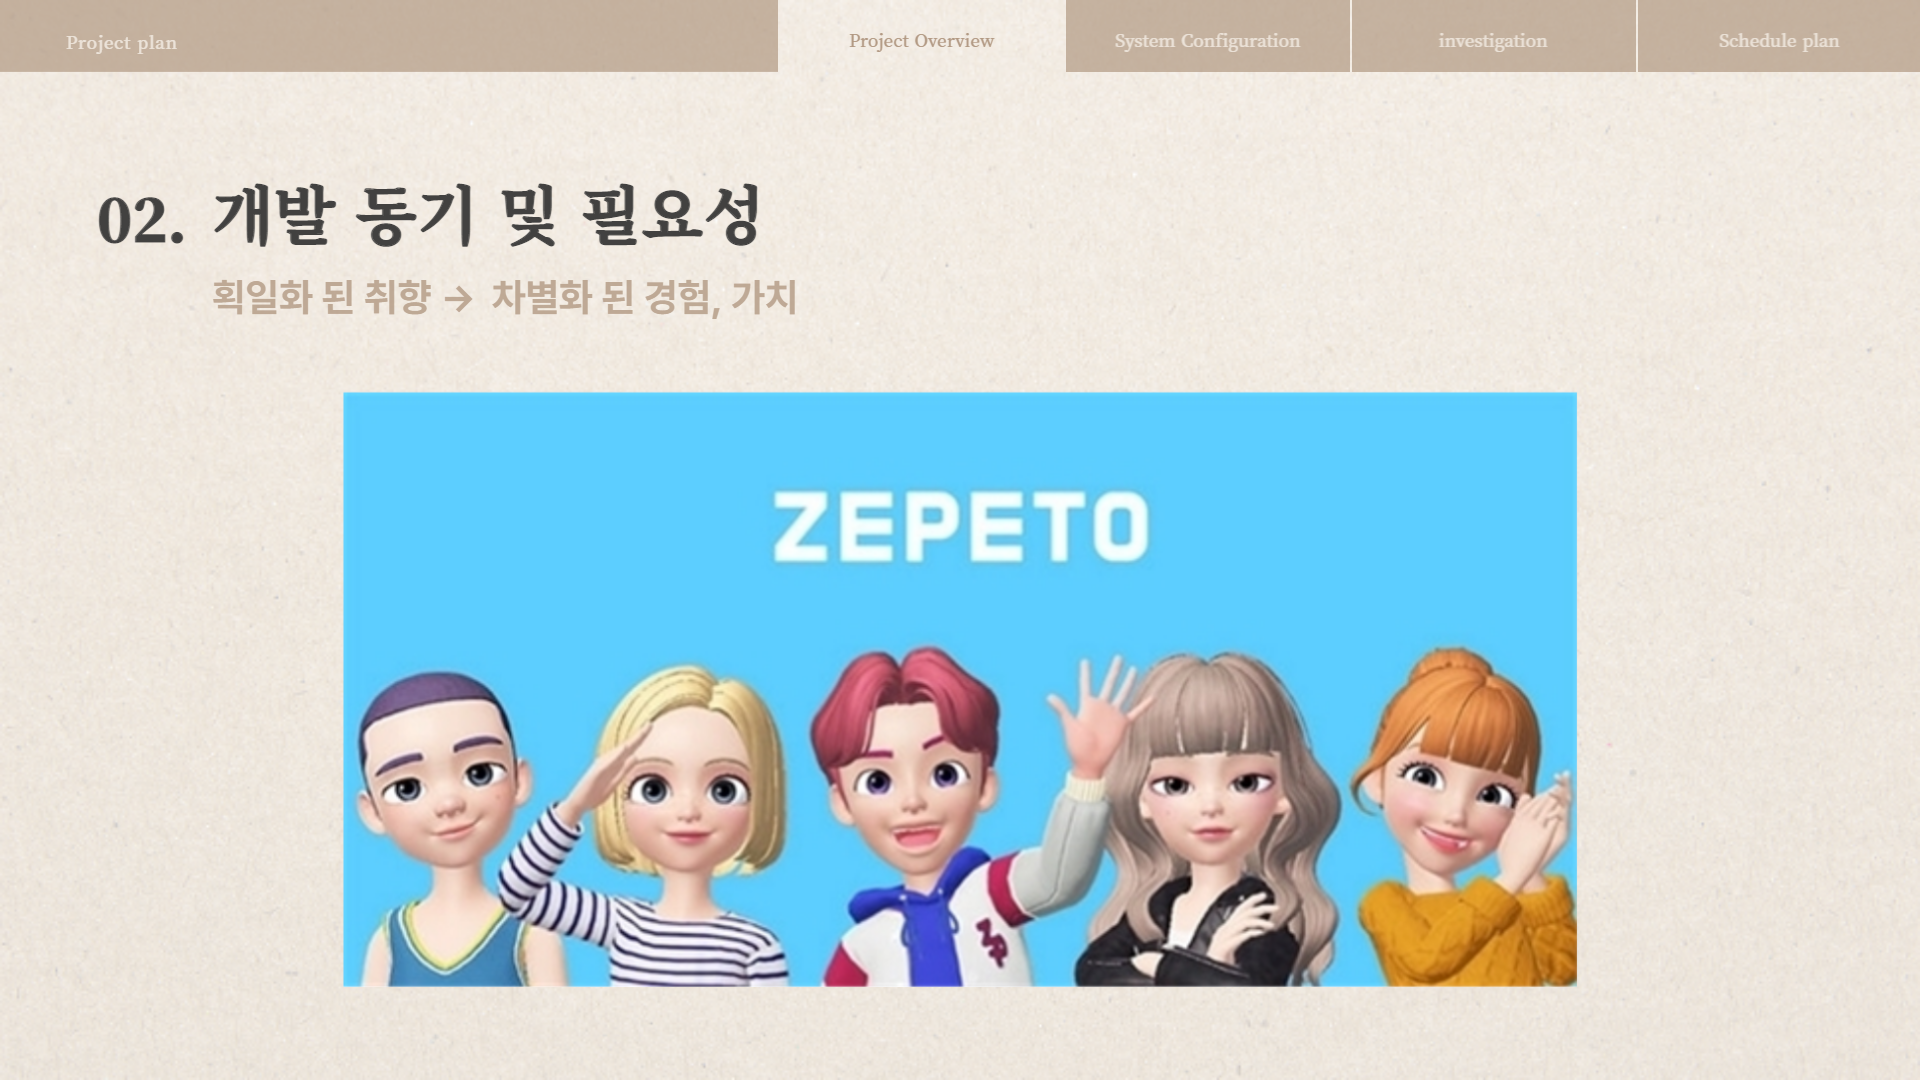 Project plan
Project Overview
System Configuration
investigation
Schedule plan
02. 개발 동기 및 필요성
획일화 된 취향 → 차별화 된 경험, 가치
ZEPETO